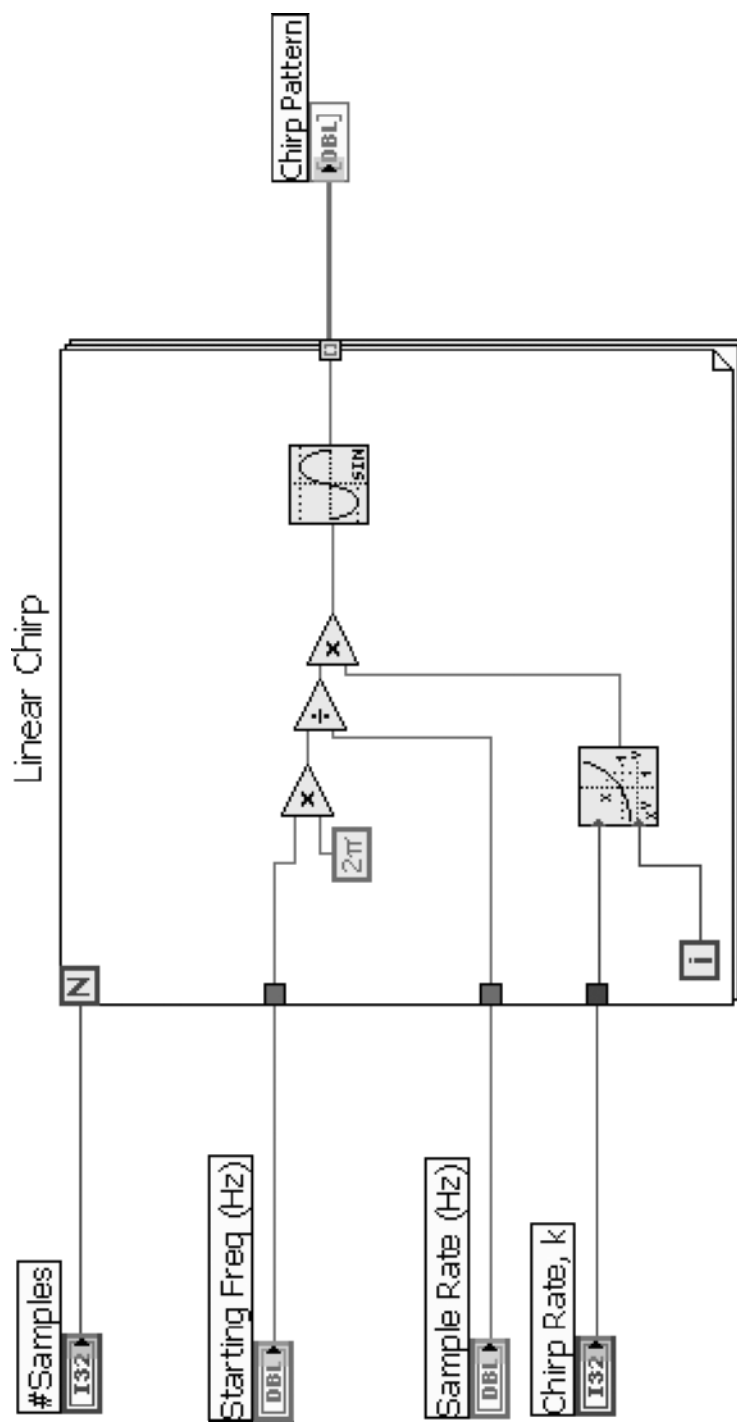 Linear Chirp
#Samples
I32
N
Starting Freq (Hz)
DBL
2π
×
÷
×
SIN
Chirp Pattern
[DBL]
Sample Rate (Hz)
DBL
Chirp Rate, k
I32
i